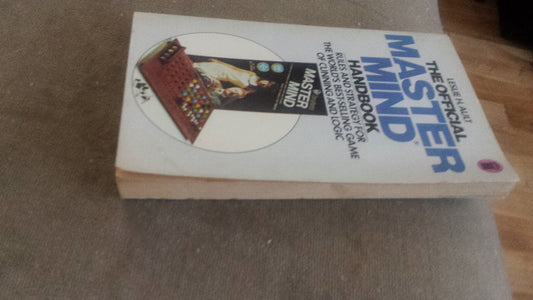 LESLIE H. AULT
THE OFFICIAL
MASTER
MIND®
HANDBOOK
RULES AND STRATEGY FOR
THE WORLD'S BEST-SELLING GAME
OF CUNNING AND LOGIC
MASTER
MIND